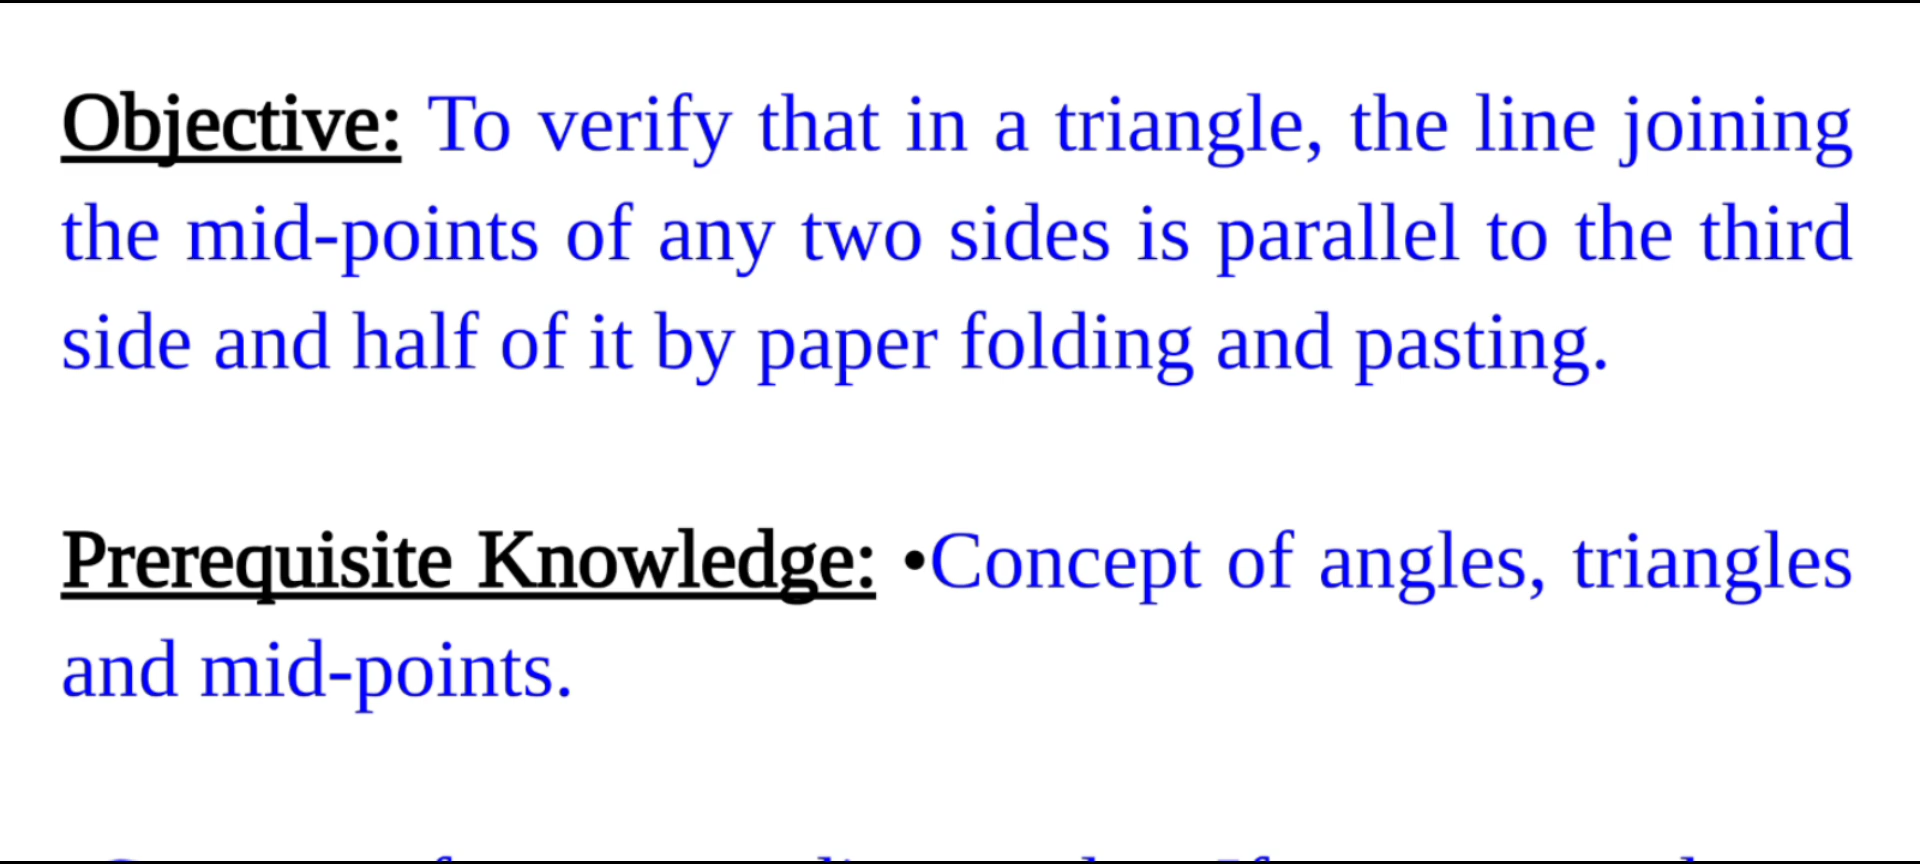 Objective: To verify that in a triangle, the line joining
the mid-points of any two sides is parallel to the third
side and half of it by paper folding and pasting.
Prerequisite Knowledge: •Concept of angles, triangles
and mid-points.